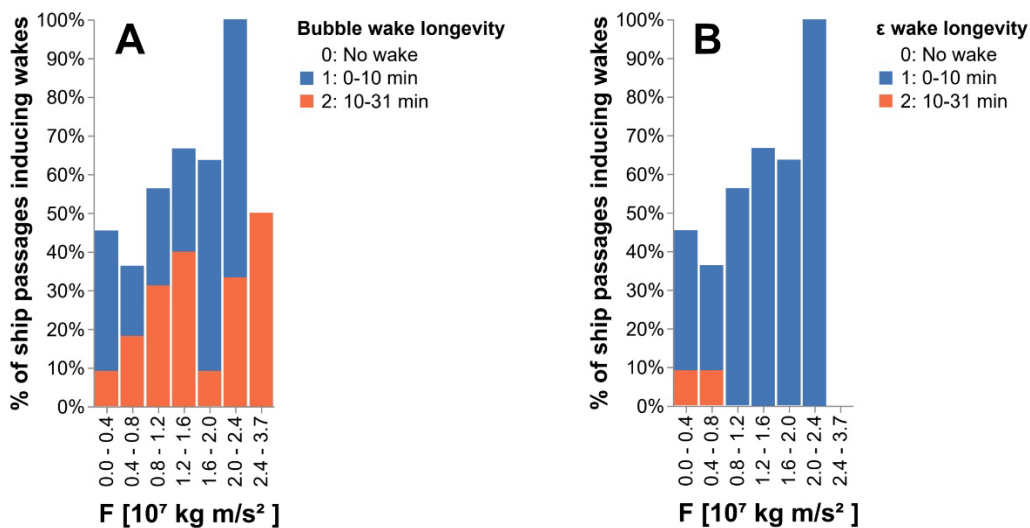 A
Bubble wake longevity
0: No wake
1: 0-10 min
2: 10-31 min
% of ship passages inducing wakes
100%
90%
80%
70%
60%
50%
40%
30%
20%
10%
0%
0.0 - 0.4
0.4 - 0.8
0.8 - 1.2
1.2 - 1.6
1.6 - 2.0
2.0 - 2.4
2.4 - 3.7
F [10⁷ kg m/s² ]
B
ε wake longevity
0: No wake
1: 0-10 min
2: 10-31 min
% of ship passages inducing wakes
100%
90%
80%
70%
60%
50%
40%
30%
20%
10%
0%
0.0 - 0.4
0.4 - 0.8
0.8 - 1.2
1.2 - 1.6
1.6 - 2.0
2.0 - 2.4
2.4 - 3.7
F [10⁷ kg m/s² ]